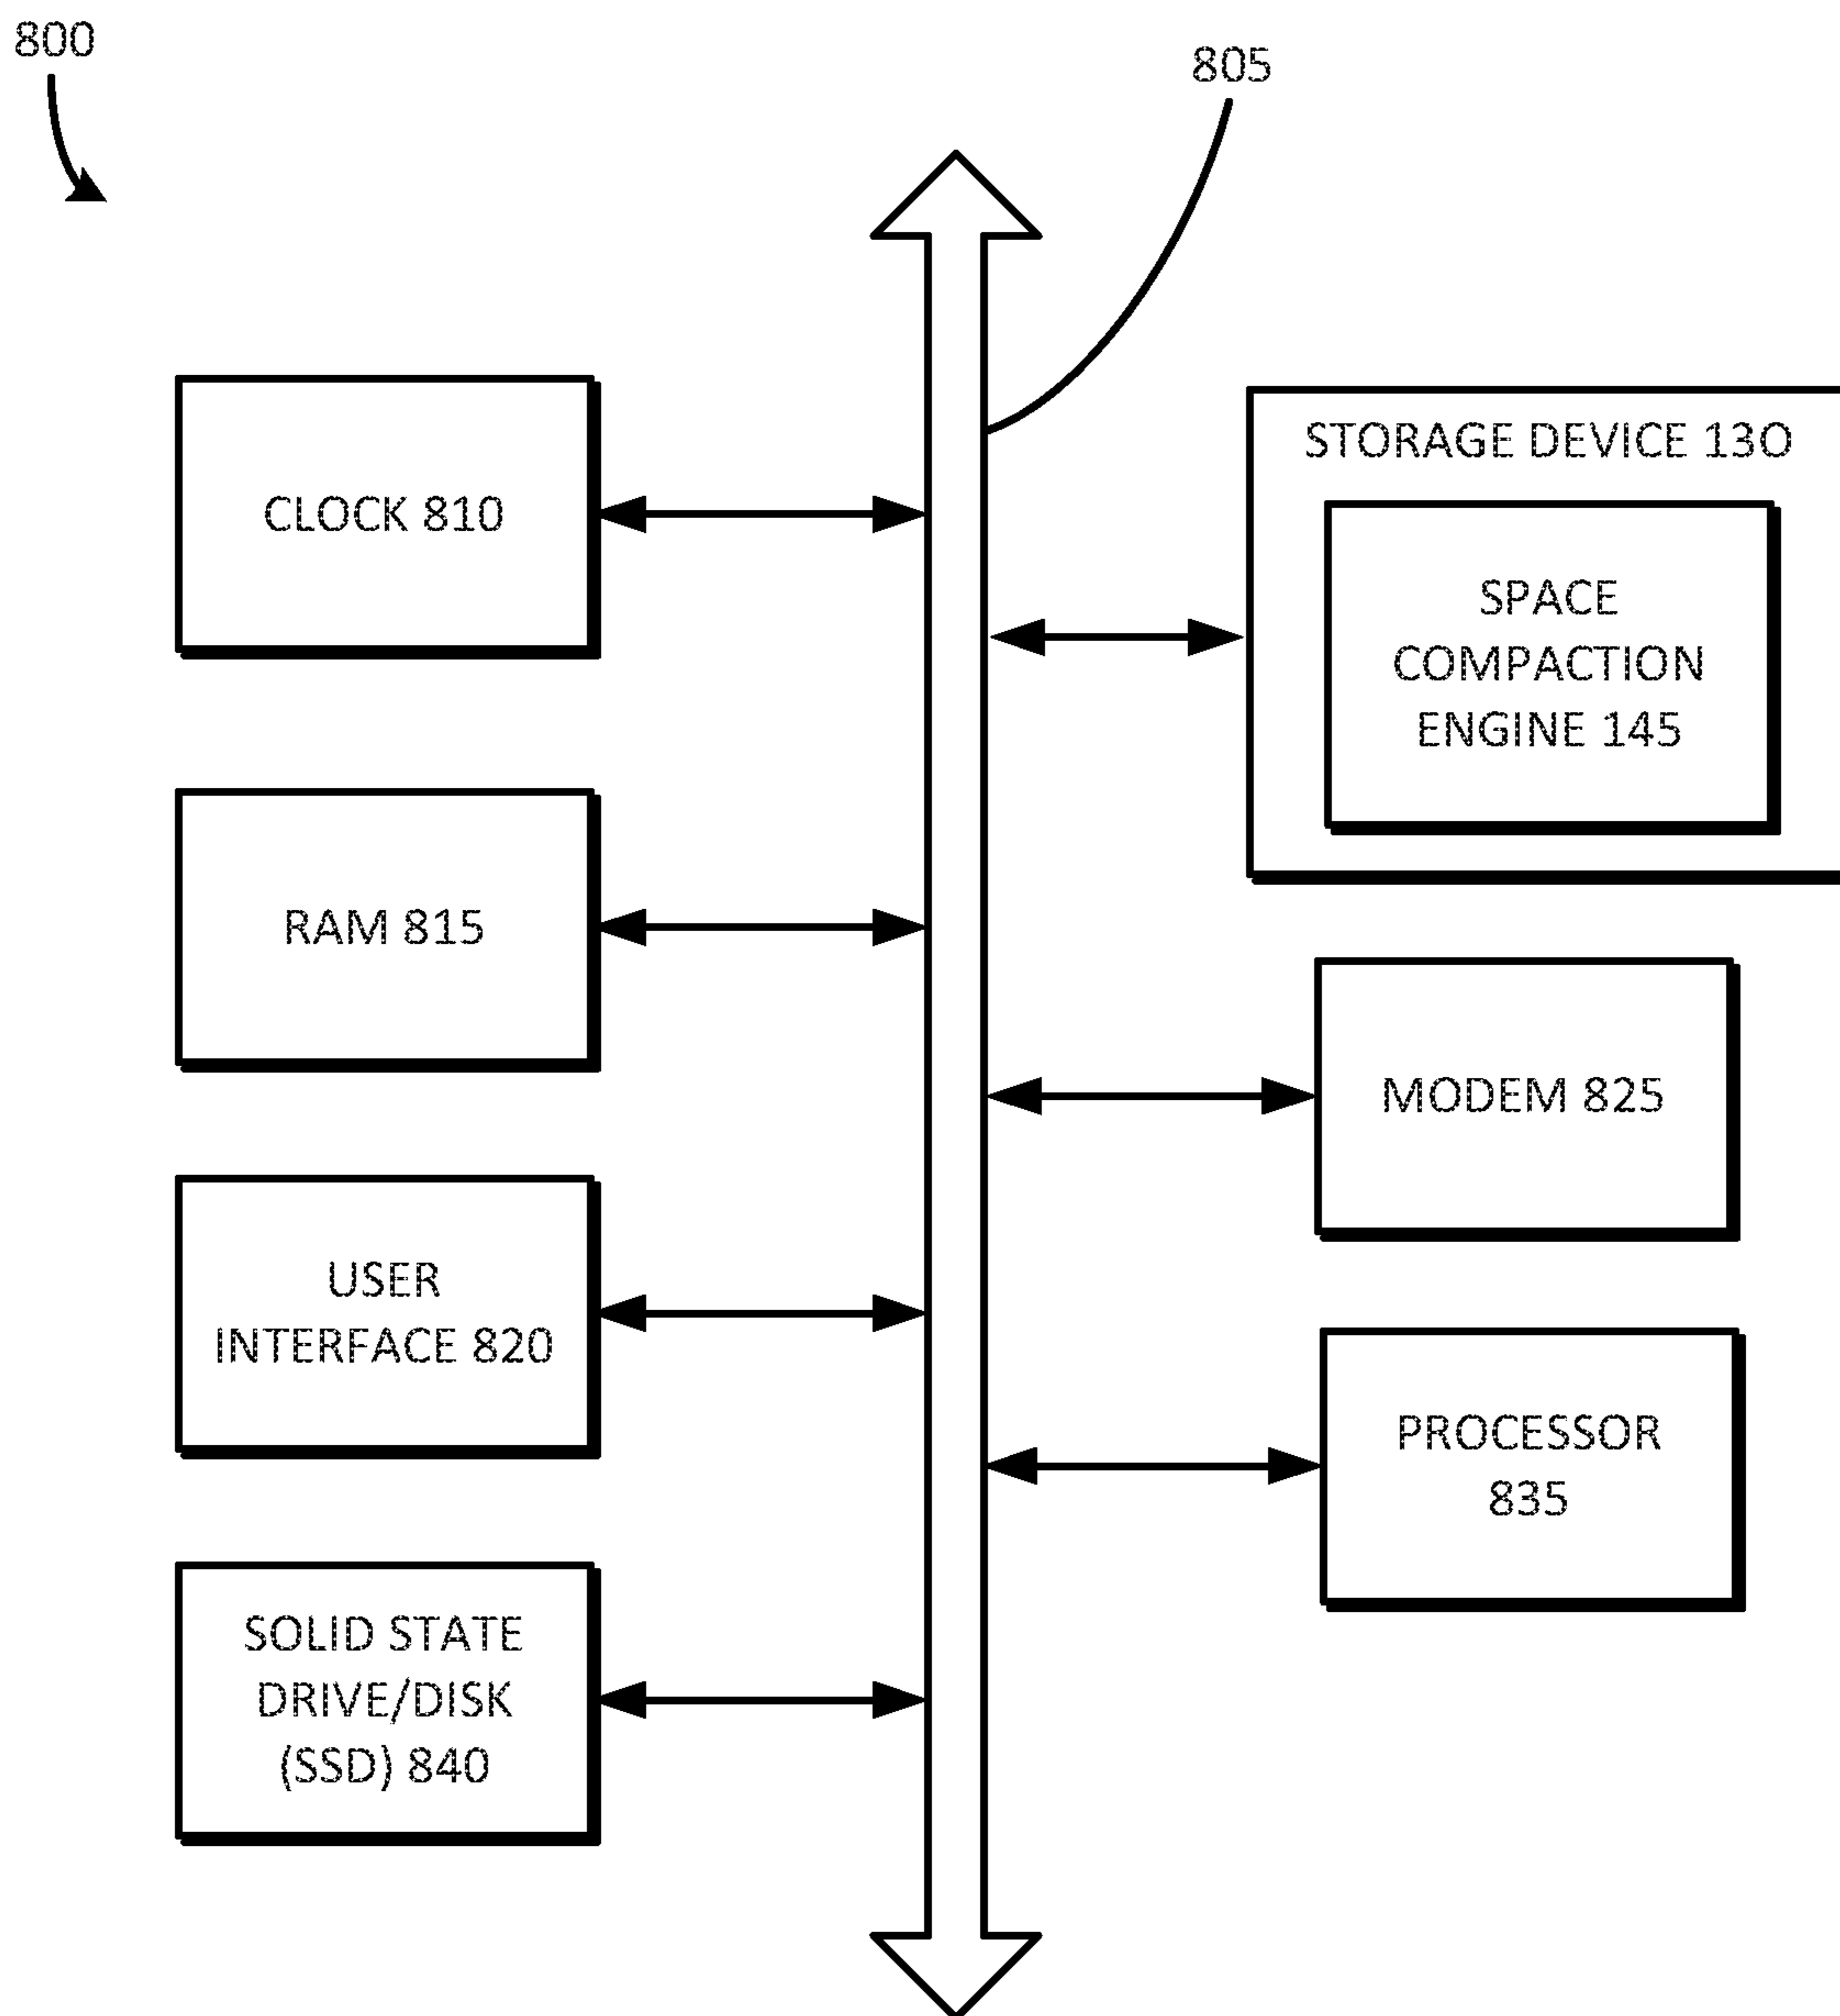 800
805
CLOCK 810
STORAGE DEVICE 130
SPACE
COMPACTION
ENGINE 145
RAM 815
MODEM 825
USER
INTERFACE 820
PROCESSOR
835
SOLID STATE
DRIVE/DISK
(SSD) 840